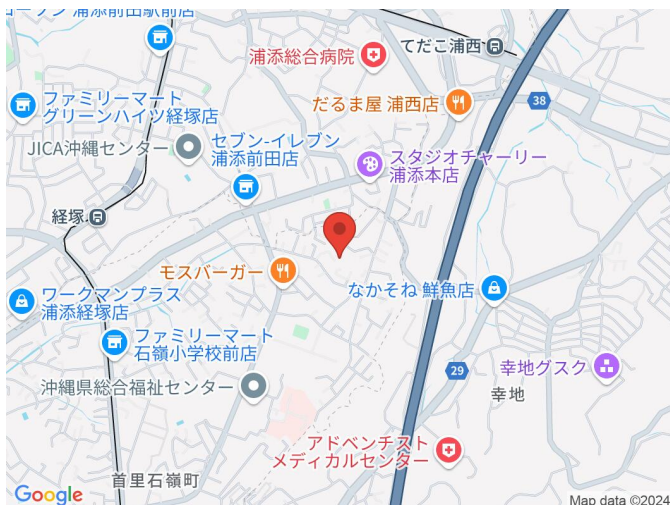 ローソン 浦添前田駅前店
浦添総合病院
てだこ浦西
ファミリーマート
グリーンハイツ経塚店
だるま屋 浦西店
38
JICA沖縄センター
セブン-イレブン
浦添前田店
スタジオチャーリー
浦添本店
経塚
モスバーガー
なかそね 鮮魚店
ワークマンプラス
浦添経塚店
ファミリーマート
石嶺小学校前店
29
幸地グスク
幸地
沖縄県総合福祉センター
アドベンチスト
メディカルセンター
首里石嶺町
Google
Map data ©2024